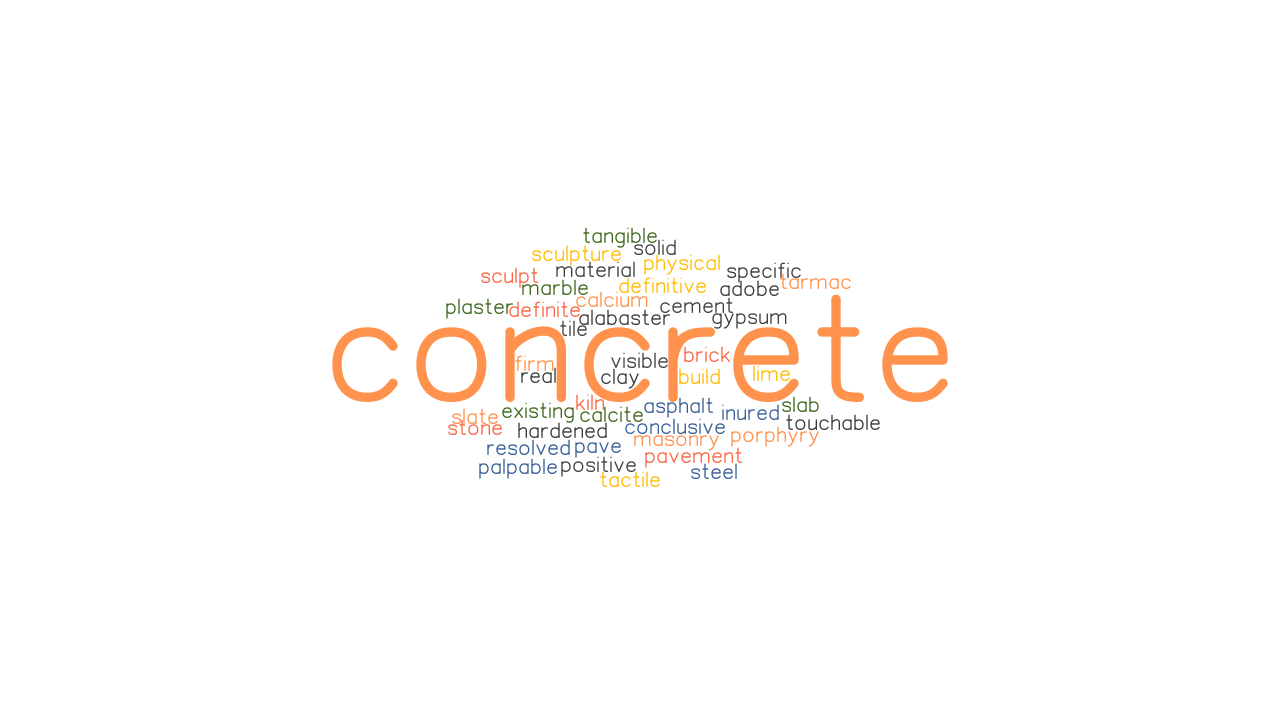 tangible
solid
sculpture
physical
material
specific
sculpt
tarmac
marble
definitive
adobe
calcium
plaster
definite
cement
alabaster
gypsum
tile
concrete
visible
brick
firm
real
clay
build
lime
kiln
asphalt
slab
existing
calcite
inured
slate
touchable
stone
hardened
conclusive
masonry
porphyry
resolved
pave
pavement
palpable
positive
steel
tactile